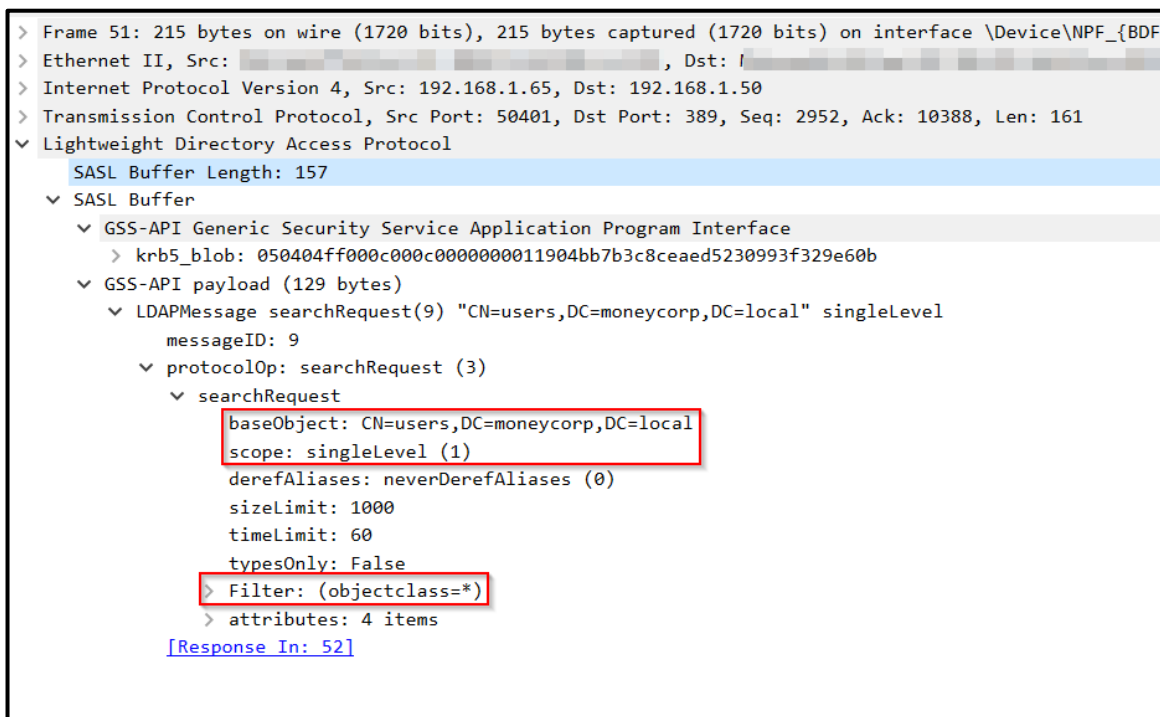 > Frame 51: 215 bytes on wire (1720 bits), 215 bytes captured (1720 bits) on interface \Device\NPF_{BDF
> Ethernet II, Src: , Dst:
> Internet Protocol Version 4, Src: 192.168.1.65, Dst: 192.168.1.50
> Transmission Control Protocol, Src Port: 50401, Dst Port: 389, Seq: 2952, Ack: 10388, Len: 161
Lightweight Directory Access Protocol
SASL Buffer Length: 157
SASL Buffer
GSS-API Generic Security Service Application Program Interface
> krb5_blob: 050404ff000c000c0000000011904bb7b3c8ceaed5230993f329e60b
GSS-API payload (129 bytes)
LDAPMessage searchRequest(9) "CN=users,DC=moneycorp,DC=local" singleLevel
messageID: 9
protocolOp: searchRequest (3)
searchRequest
baseObject: CN=users,DC=moneycorp,DC=local
scope: singleLevel (1)
derefAliases: neverDerefAliases (0)
sizeLimit: 1000
timeLimit: 60
typesOnly: False
> Filter: (objectclass=*)
> attributes: 4 items
[Response In: 52]